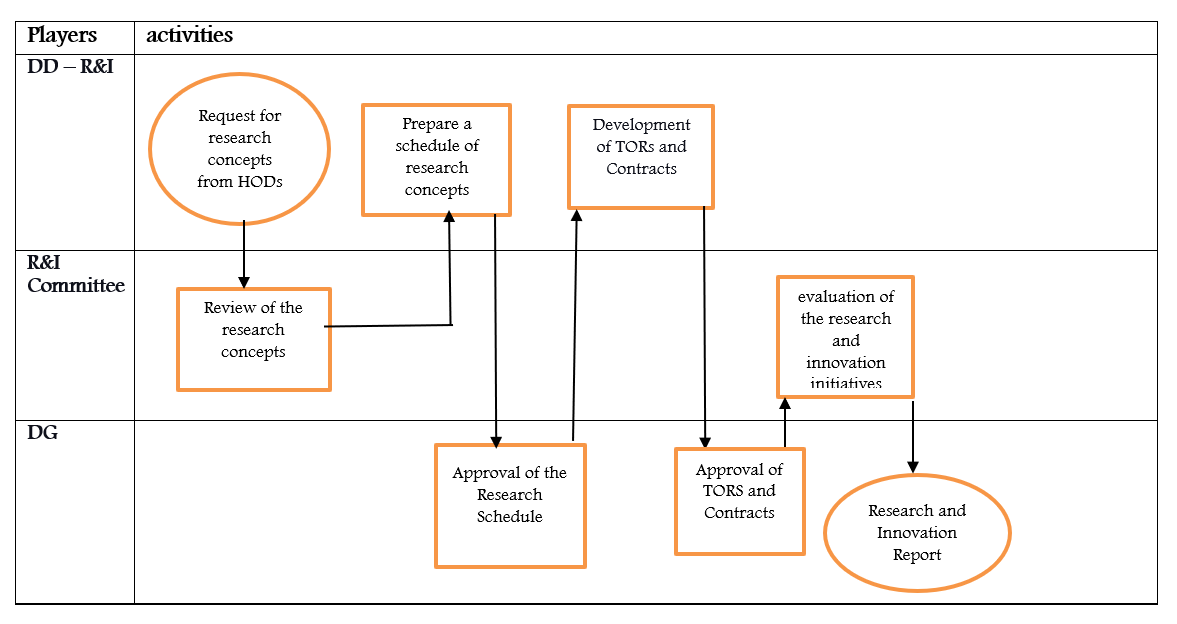 Players
activities
DD – R&I
Request for
research
concepts
from HODs
Prepare a
schedule of
research
concepts
Development
of TORs and
Contracts
R&I
Committee
Review of the
research
concepts
evaluation of
the research
and
innovation
initiatives
DG
Approval of the
Research
Schedule
Approval of
TORS and
Contracts
Research and
Innovation
Report